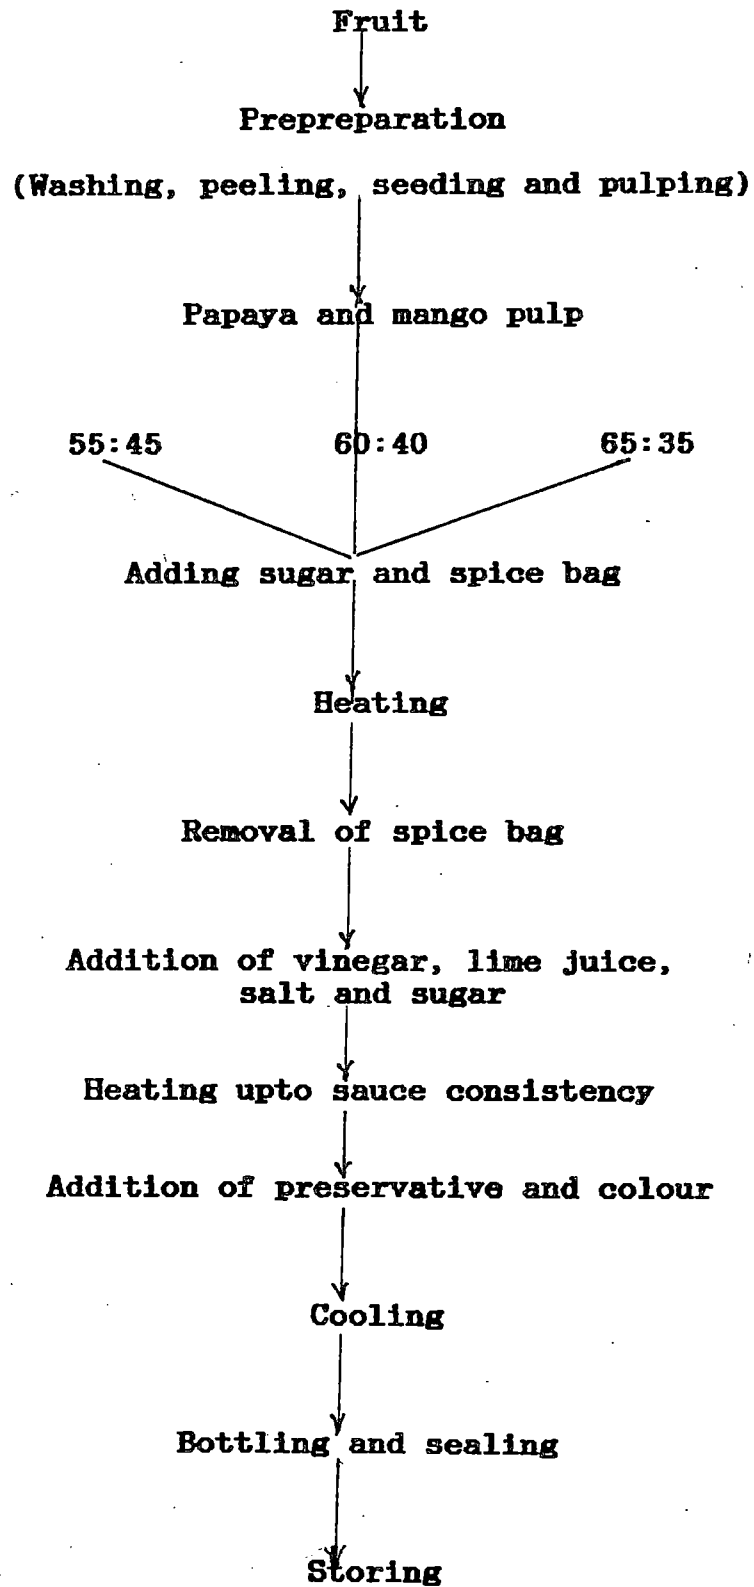 Fruit
Prepreparation
(Washing, peeling, seeding and pulping)
Papaya and mango pulp
55:45 60:40 65:35
Adding sugar and spice bag
Heating
Removal of spice bag
Addition of vinegar, lime juice,
salt and sugar
Heating upto sauce consistency
Addition of preservative and colour
Cooling
Bottling and sealing
Storing